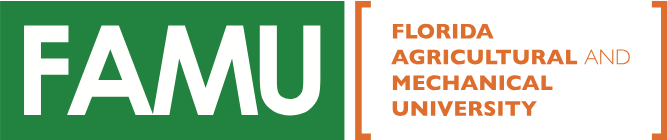 FAMU
FLORIDA
AGRICULTURAL AND
MECHANICAL
UNIVERSITY